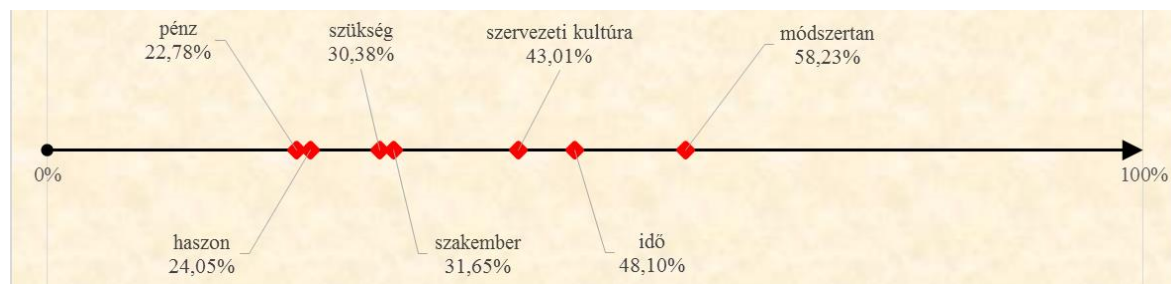 pénz
22,78%
szükség
30,38%
szervezeti kultúra
43,01%
módszertan
58,23%
0%
100%
haszon
24,05%
szakember
31,65%
idő
48,10%